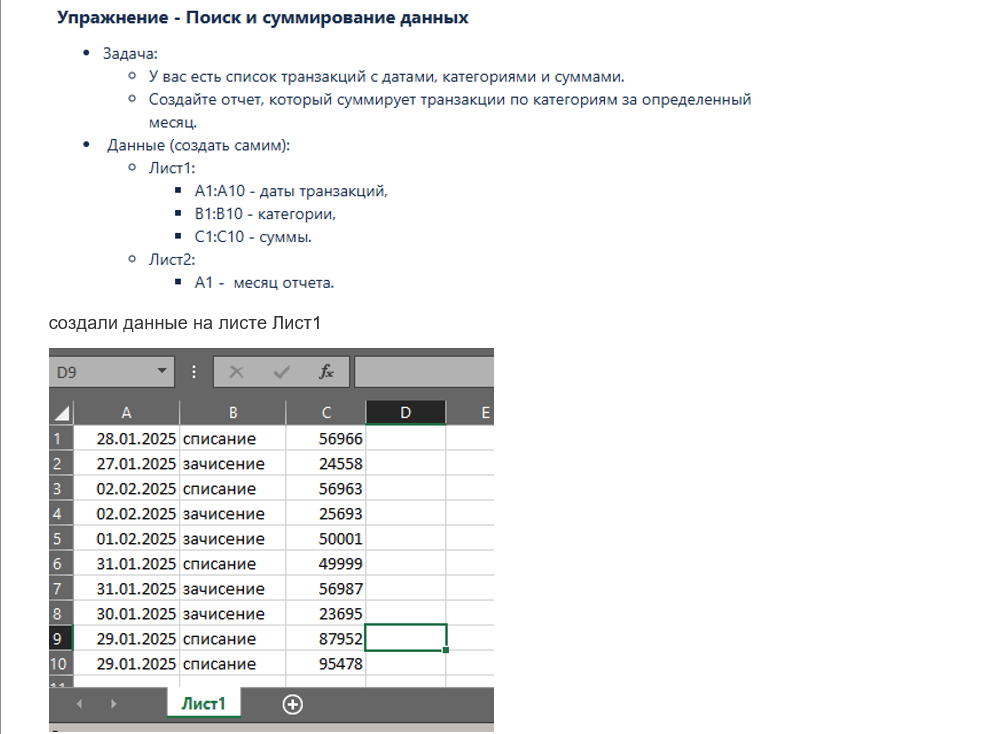 Упражнение - Поиск и суммирование данных
Задача:
У вас есть список транзакций с датами, категориями и суммами.
Создайте отчет, который суммирует транзакции по категориям за определенный
месяц.
Данные (создать самим):
Лист1:
A1:A10 - даты транзакций,
B1:B10 - категории,
C1:C10 - суммы.
Лист2:
A1 - месяц отчета.
создали данные на листе Лист1
D9 fx
A B C D E
1 28.01.2025 списание 56966
2 27.01.2025 зачисение 24558
3 02.02.2025 списание 56963
4 02.02.2025 зачисение 25693
5 01.02.2025 зачисение 50001
6 31.01.2025 списание 49999
7 31.01.2025 зачисение 56987
8 30.01.2025 зачисение 23695
9 29.01.2025 списание 87952
10 29.01.2025 списание 95478
Лист1